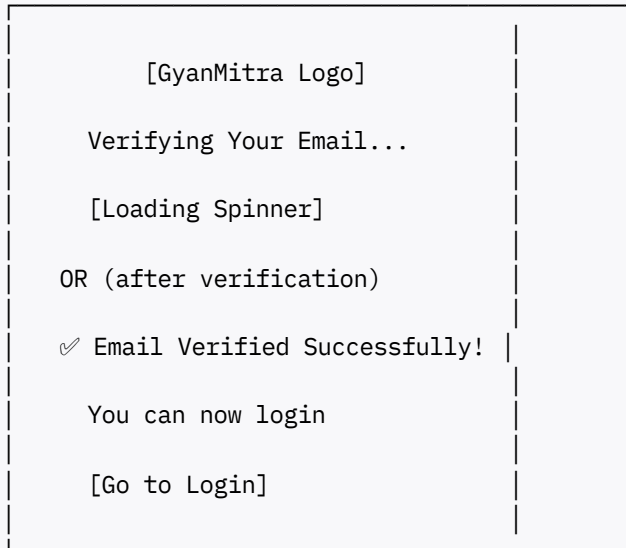 [GyanMitra Logo]
Verifying Your Email...
[Loading Spinner]
OR (after verification)
✅ Email Verified Successfully!
You can now login
[Go to Login]